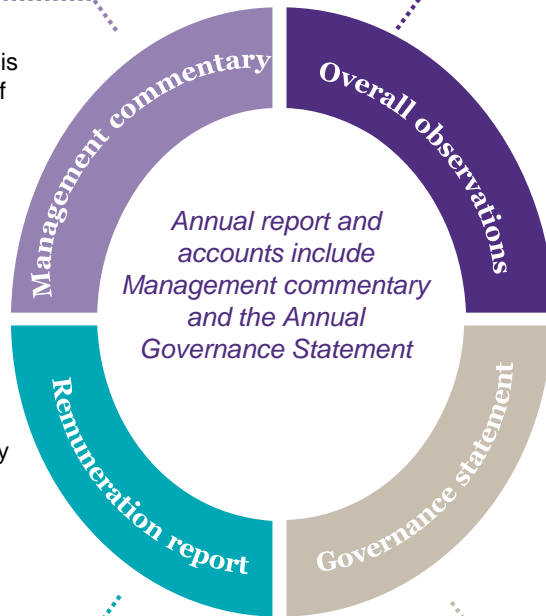 is
f
Management commentary
Overall observations
Annual report and
accounts include
Management commentary
and the Annual
Governance Statement
y
Remuneration report
Governance statement